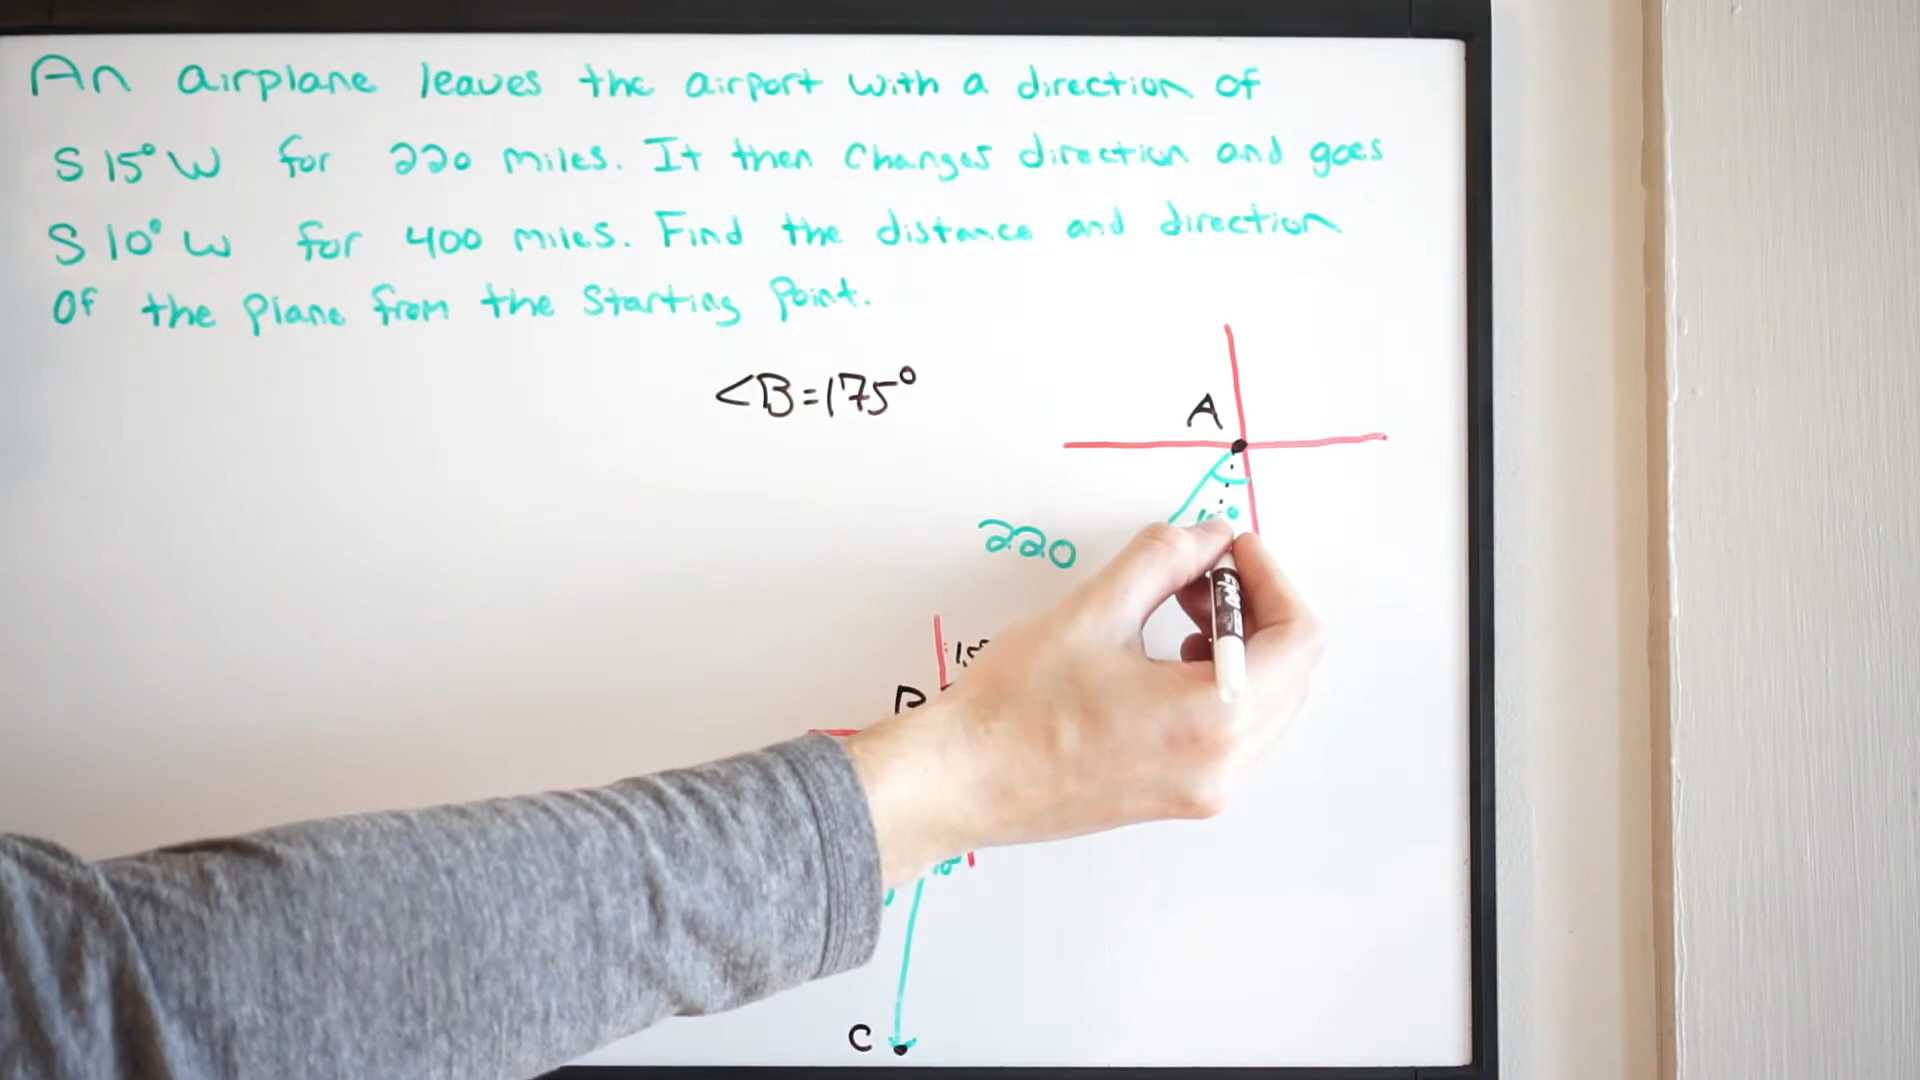 An airplane leaves the airport with a direction of
S 15° W for 220 miles. It then changes direction and goes
S 10° W for 400 miles. Find the distance and direction
Of the Plane from the Starting Point.
<B=175°
A
220
C